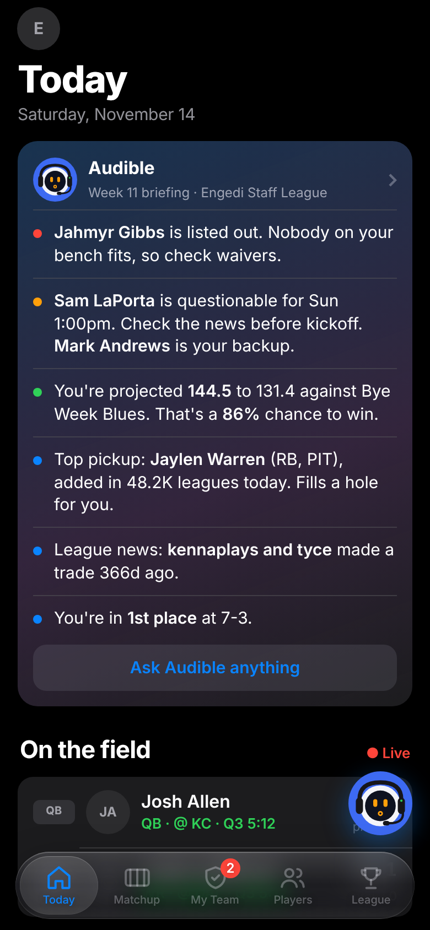 E
Today
Saturday, November 14
Audible
Week 11 briefing · Engedi Staff League
Jahmyr Gibbs is listed out. Nobody on your
bench fits, so check waivers.
Sam LaPorta is questionable for Sun
1:00pm. Check the news before kickoff.
Mark Andrews is your backup.
You're projected 144.5 to 131.4 against Bye
Week Blues. That's a 86% chance to win.
Top pickup: Jaylen Warren (RB, PIT),
added in 48.2K leagues today. Fills a hole
for you.
League news: kennaplays and tyce made a
trade 366d ago.
You're in 1st place at 7-3.
Ask Audible anything
On the field
Live
QB
JA
Josh Allen
QB · @ KC · Q3 5:12
2
Today
Matchup
My Team
Players
League